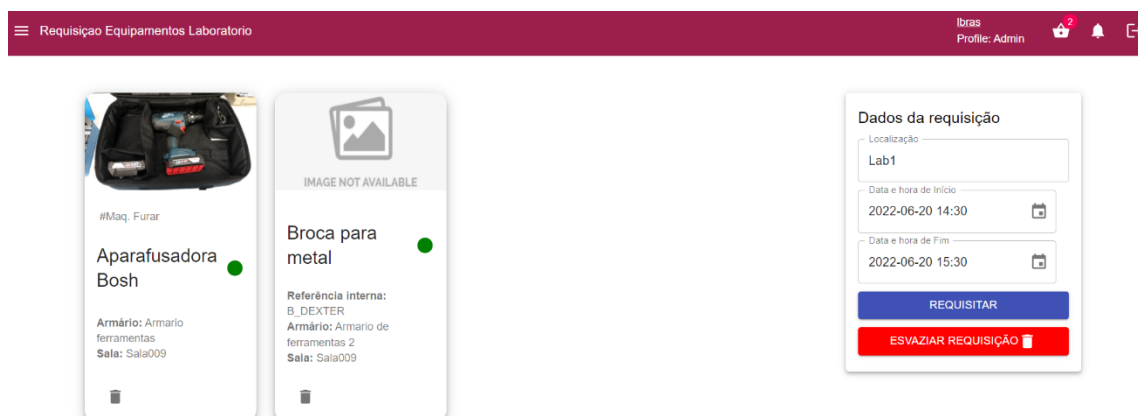 Requisiçao Equipamentos Laboratorio
Ibras
Profile: Admin
2
#Maq. Furar
Aparafusadora
Bosh
Armário: Armario
ferramentas
Sala: Sala009
IMAGE NOT AVAILABLE
Broca para
metal
Referência interna:
B_DEXTER
Armário: Armario de
ferramentas 2
Sala: Sala009
Dados da requisição
Localização
Lab1
Data e hora de Início
2022-06-20 14:30
Data e hora de Fim
2022-06-20 15:30
REQUISITAR
ESVAZIAR REQUISIÇÃO